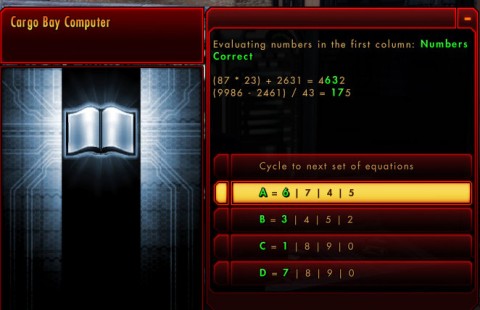 Cargo Bay Computer
Evaluating numbers in the first column: Numbers
Correct
(87 * 23) + 2631 = 4632
(9986 - 2461) / 43 = 175
Cycle to next set of equations
A = 6 | 7 | 4 | 5
B = 3 | 4 | 5 | 2
C = 1 | 8 | 9 | 0
D = 7 | 8 | 9 | 0